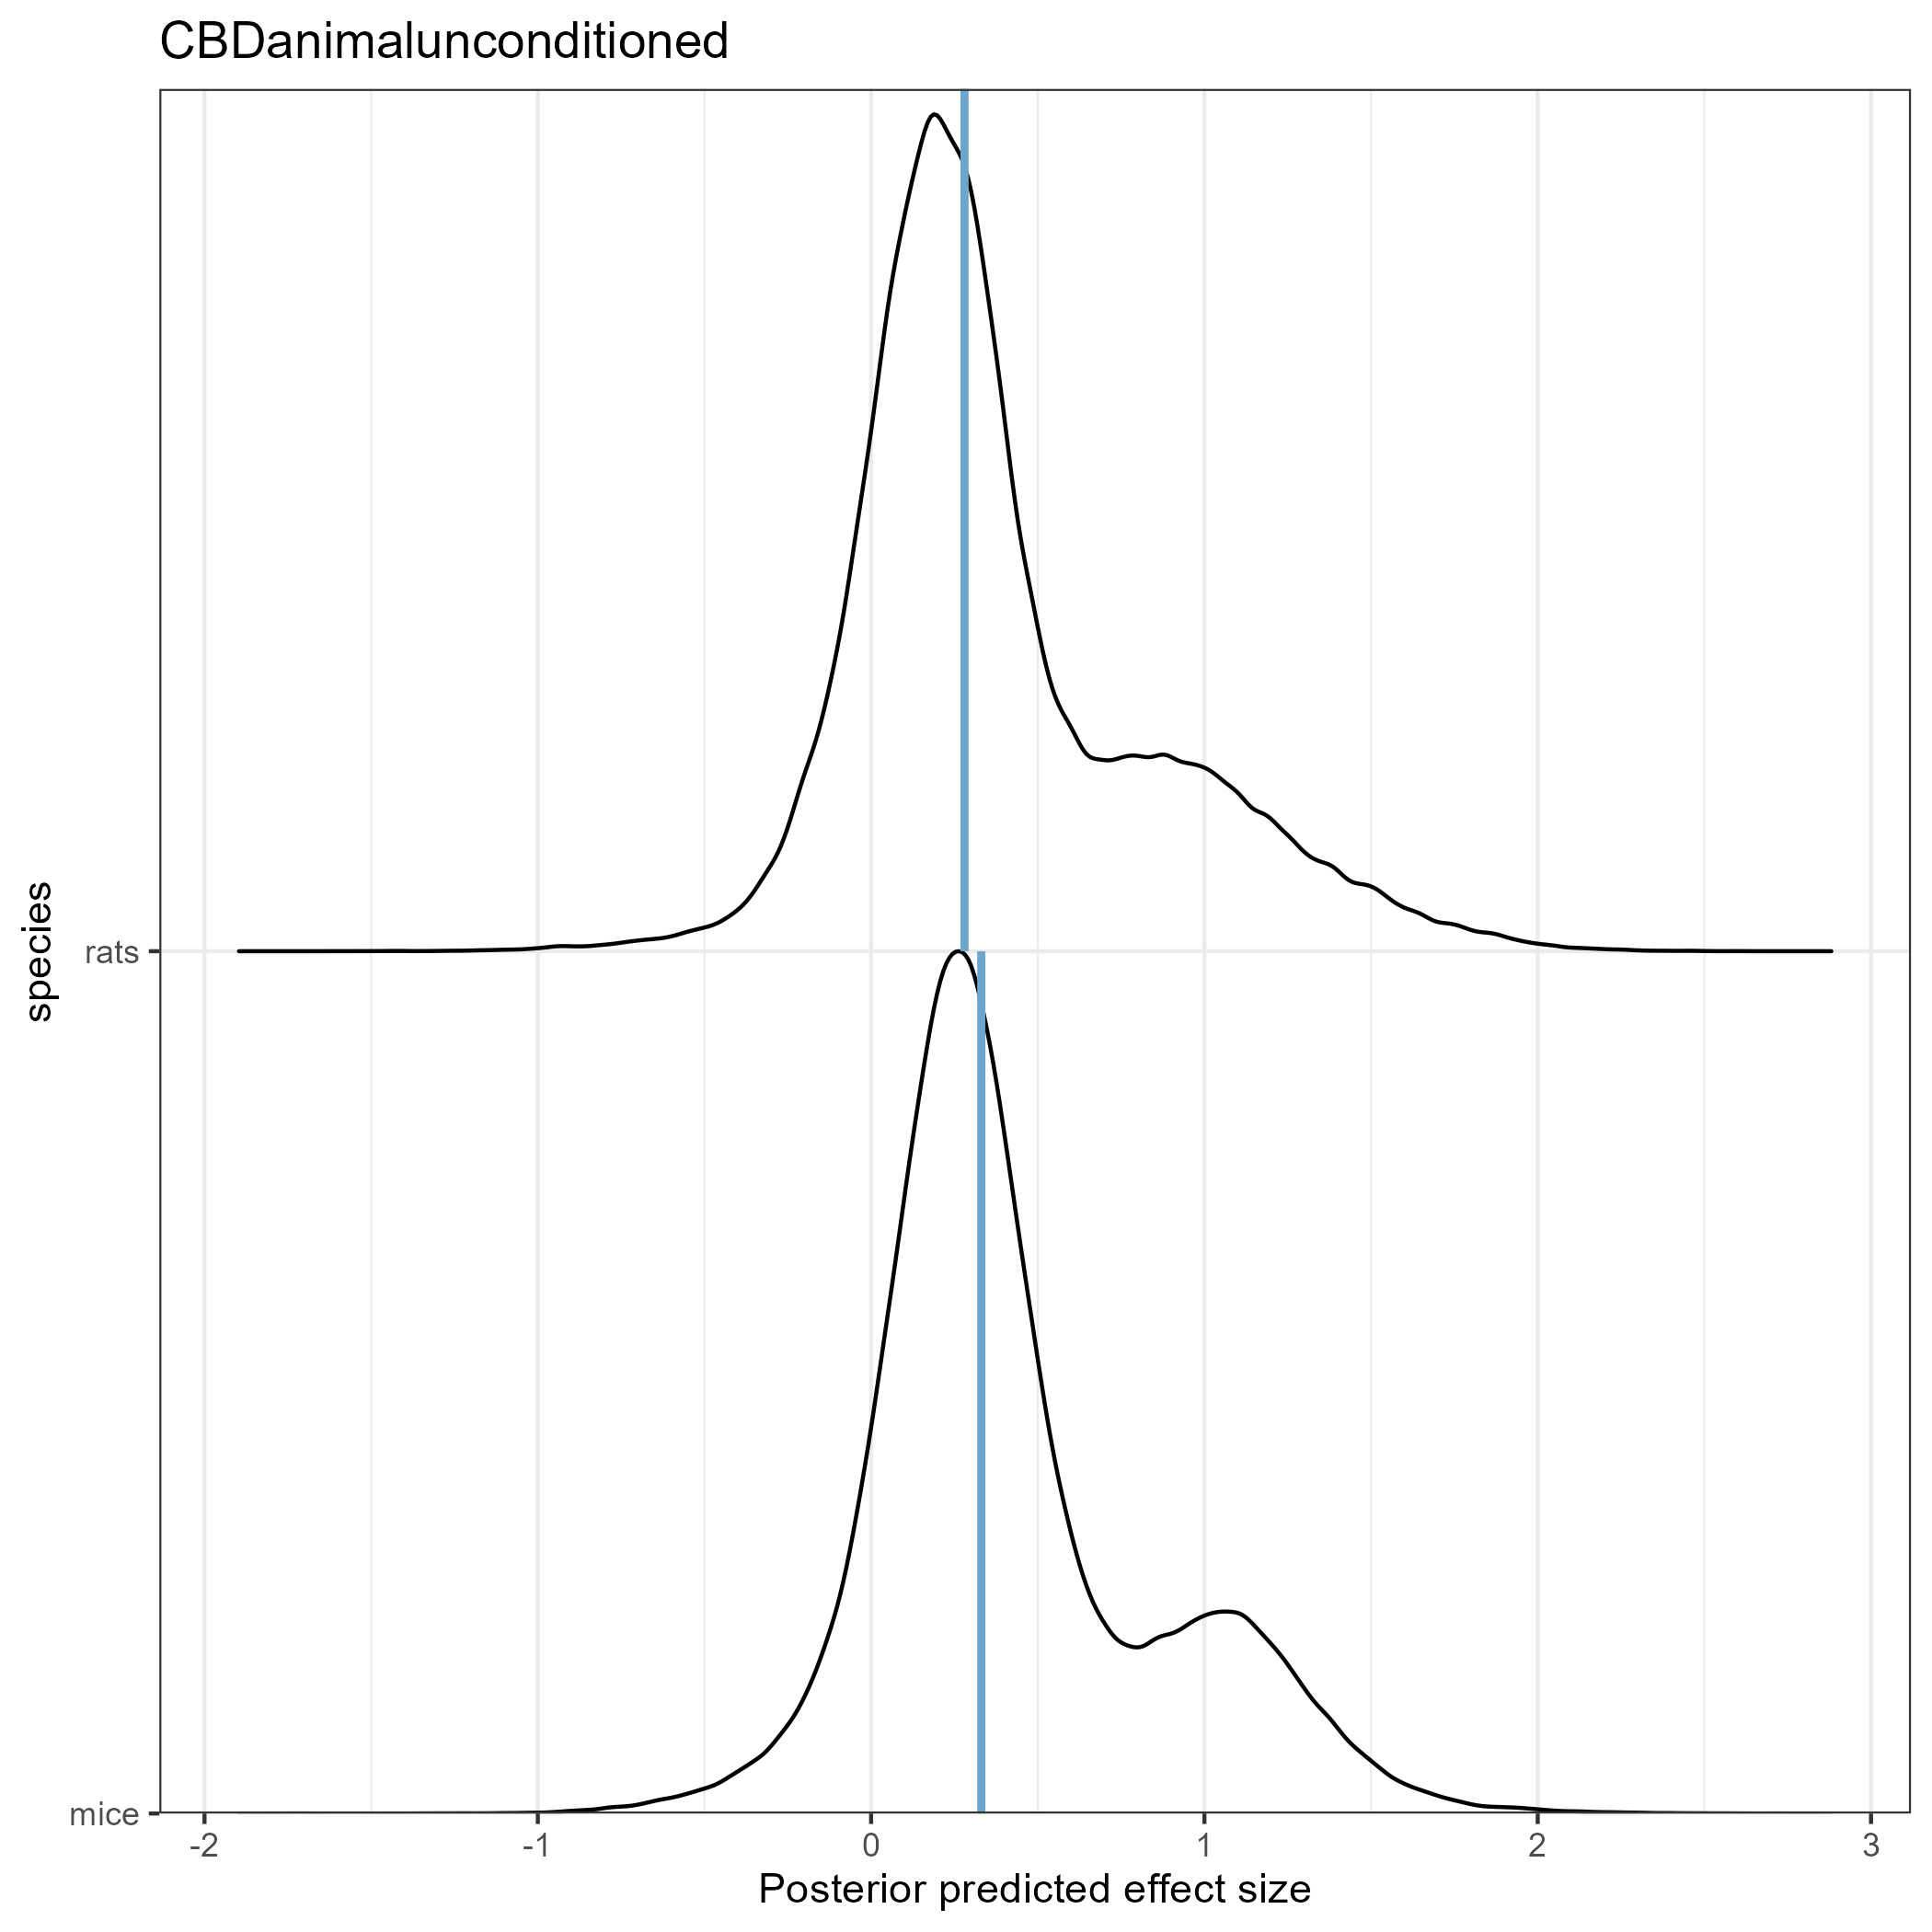 CBDanimalunconditioned
species
rats
mice
-2 -1 0 1 2 3
Posterior predicted effect size